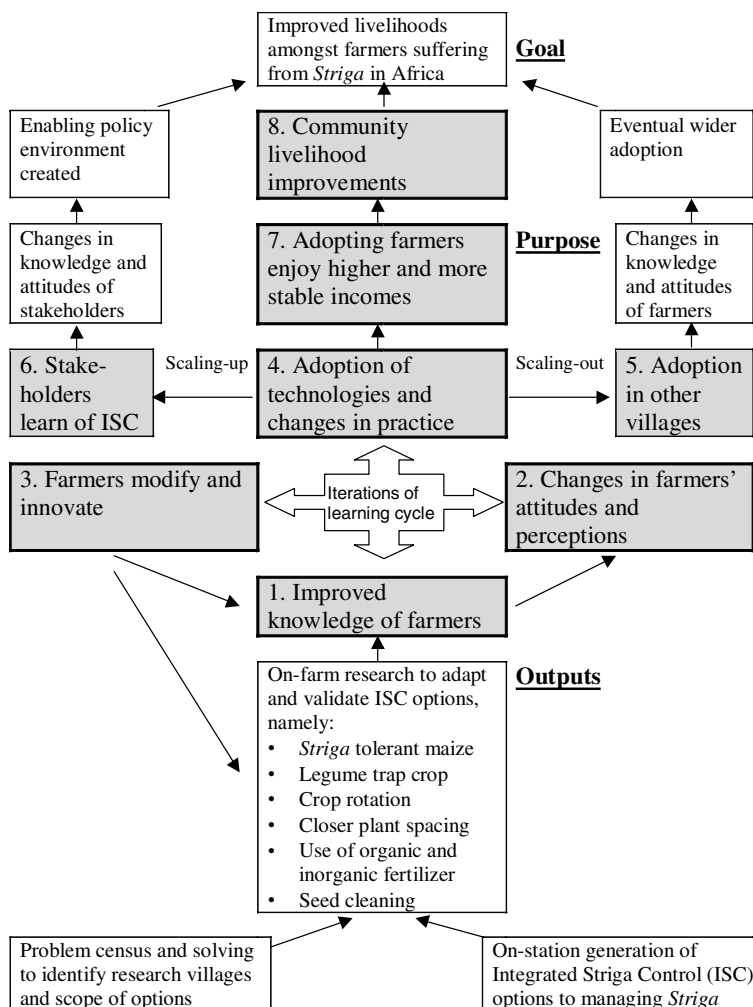 Improved livelihoods
amongst farmers suffering
from Striga in Africa
Goal
Enabling policy
environment
created
8. Community
livelihood
improvements
Eventual wider
adoption
Changes in
knowledge and
attitudes of
stakeholders
7. Adopting farmers
enjoy higher and more
stable incomes
Purpose
Changes in
knowledge
and attitudes
of farmers
6. Stake-
holders
learn of ISC
Scaling-up
4. Adoption of
technologies and
changes in practice
Scaling-out
5. Adoption
in other
villages
3. Farmers modify and
innovate
Iterations of
learning cycle
2. Changes in farmers’
attitudes and
perceptions
1. Improved
knowledge of farmers
On-farm research to adapt
and validate ISC options,
namely:
• Striga tolerant maize
• Legume trap crop
• Crop rotation
• Closer plant spacing
• Use of organic and
inorganic fertilizer
• Seed cleaning
Outputs
Problem census and solving
to identify research villages
and scope of options
On-station generation of
Integrated Striga Control (ISC)
options to managing Striga